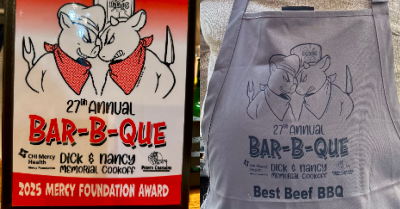 27th ANNUAL
BAR-B-QUE
CHI Mercy
Health
DICK & NANCY
MEMORIAL COOKOFF
2025 MERCY FOUNDATION AWARD
27th ANNUAL
BAR-B-QUE
DICK & NANCY
MEMORIAL COOKOFF
Best Beef BBQ